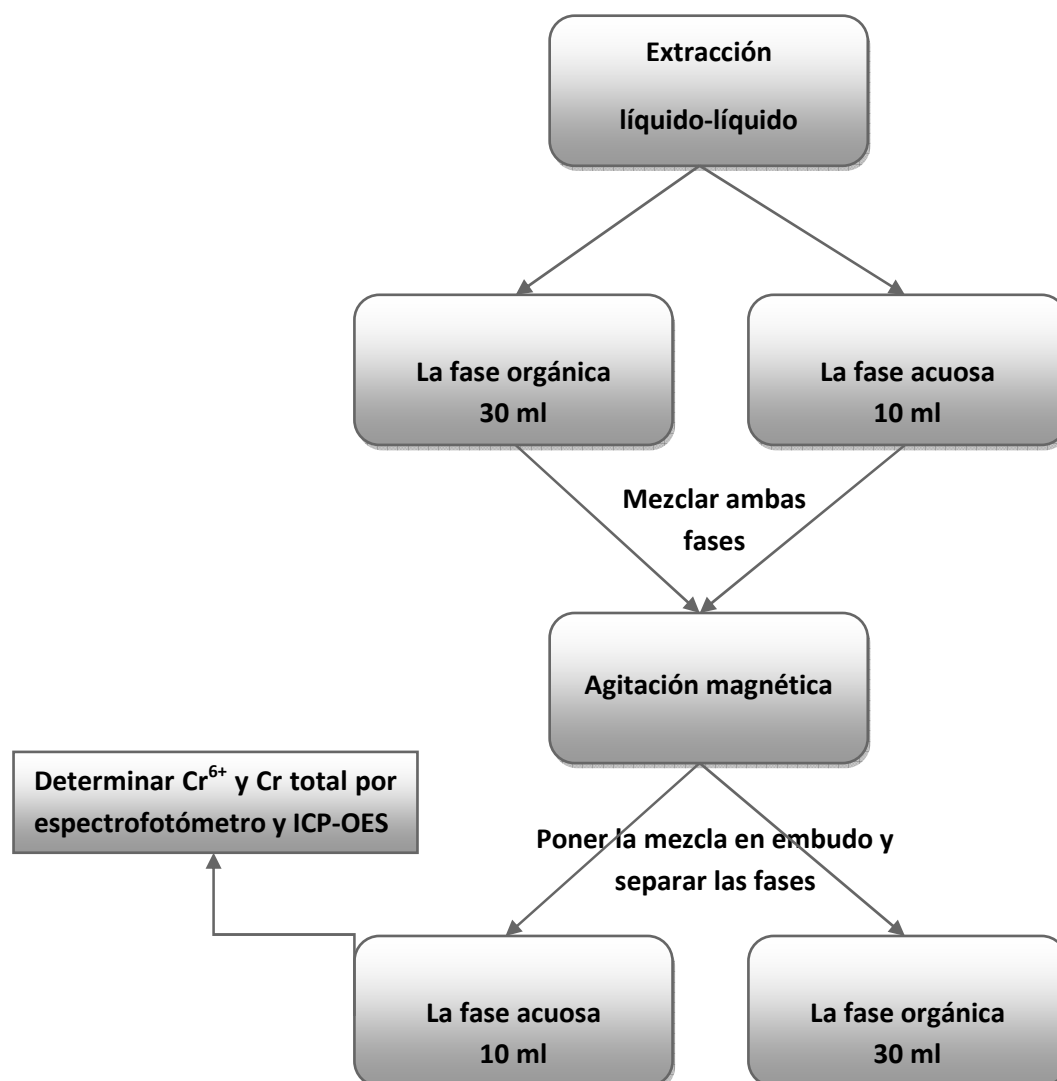 Extracción
líquido-líquido
La fase orgánica
30 ml
La fase acuosa
10 ml
Mezclar ambas
fases
Agitación magnética
Determinar Cr⁶⁺ y Cr total por
espectrofotómetro y ICP-OES
Poner la mezcla en embudo y
separar las fases
La fase acuosa
10 ml
La fase orgánica
30 ml